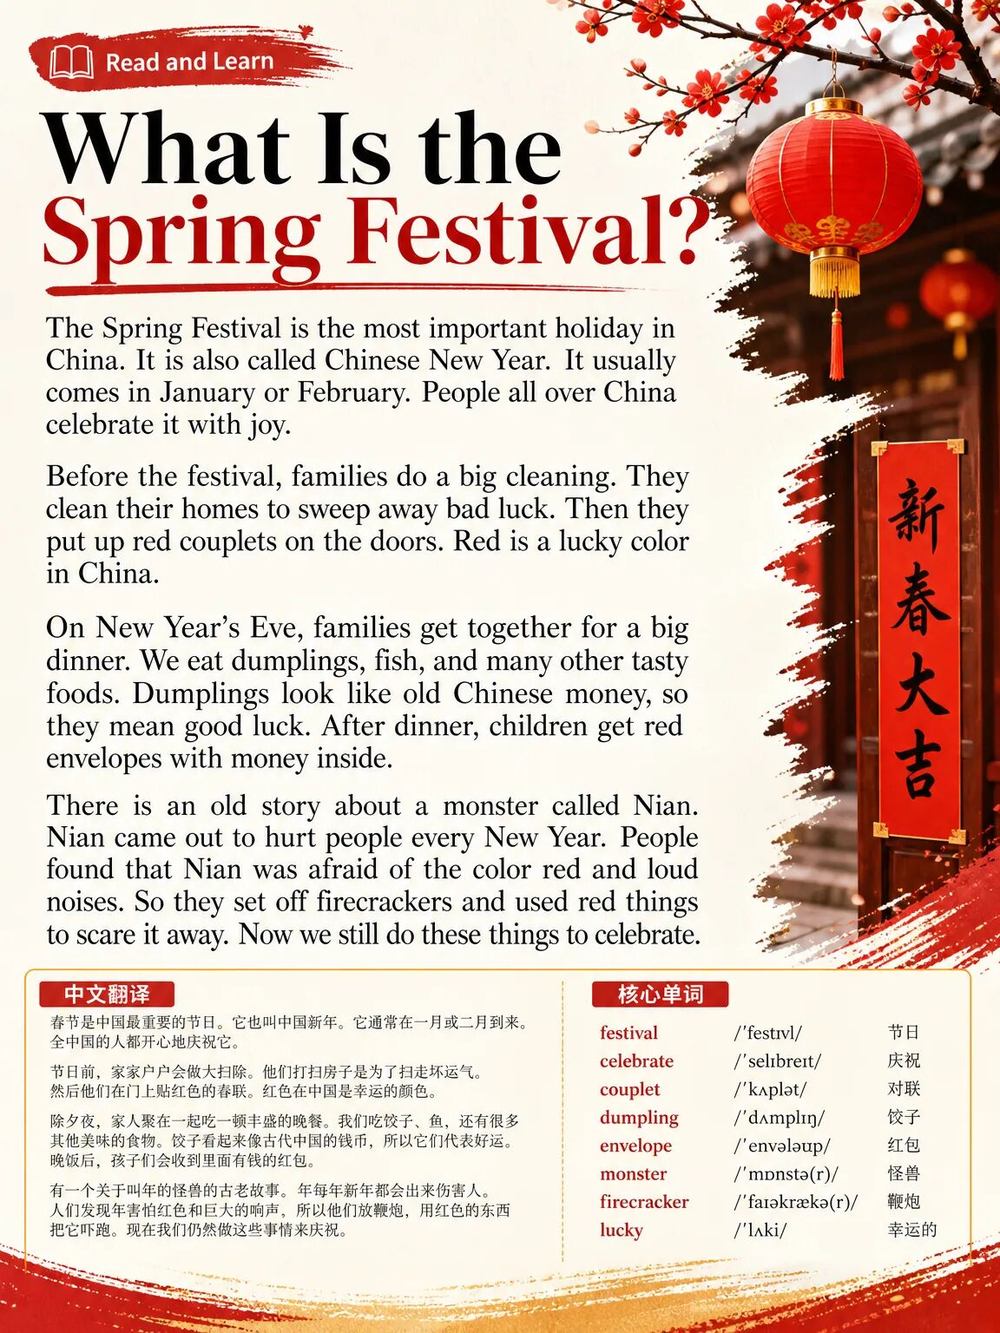 Read and Learn
What Is the
Spring Festival?
The Spring Festival is the most important holiday in
China. It is also called Chinese New Year. It usually
comes in January or February. People all over China
celebrate it with joy.
Before the festival, families do a big cleaning. They
clean their homes to sweep away bad luck. Then they
put up red couplets on the doors. Red is a lucky color
in China.
On New Year's Eve, families get together for a big
dinner. We eat dumplings, fish, and many other tasty
foods. Dumplings look like old Chinese money, so
they mean good luck. After dinner, children get red
envelopes with money inside.
There is an old story about a monster called Nian.
Nian came out to hurt people every New Year. People
found that Nian was afraid of the color red and loud
noises. So they set off firecrackers and used red things
to scare it away. Now we still do these things to celebrate.
新春大吉
中文翻译
春节是中国最重要的节日。它也叫中国新年。它通常在一月或二月到来。
全中国的人都开心地庆祝它。
节日前，家家户户会做大扫除。他们打扫房子是为了扫走坏运气。
然后他们在门上贴红色的春联。红色在中国是幸运的颜色。
除夕夜，家人聚在一起吃一顿丰盛的晚餐。我们吃饺子、鱼，还有很多
其他美味的食物。饺子看起来像古代中国的钱币，所以它们代表好运。
晚饭后，孩子们会收到里面有钱的红包。
有一个关于叫年的怪兽的古老故事。年每年新年都会出来伤害人。
人们发现年害怕红色和巨大的响声，所以他们放鞭炮，用红色的东西
把它吓跑。现在我们仍然做这些事情来庆祝。
核心单词
festival /ˈfestɪvl/ 节日
celebrate /ˈselɪbreɪt/ 庆祝
couplet /ˈkʌplət/ 对联
dumpling /ˈdʌmplɪŋ/ 饺子
envelope /ˈenvələʊp/ 红包
monster /ˈmɒnstə(r)/ 怪兽
firecracker /ˈfaɪəkrækə(r)/ 鞭炮
lucky /ˈlʌki/ 幸运的